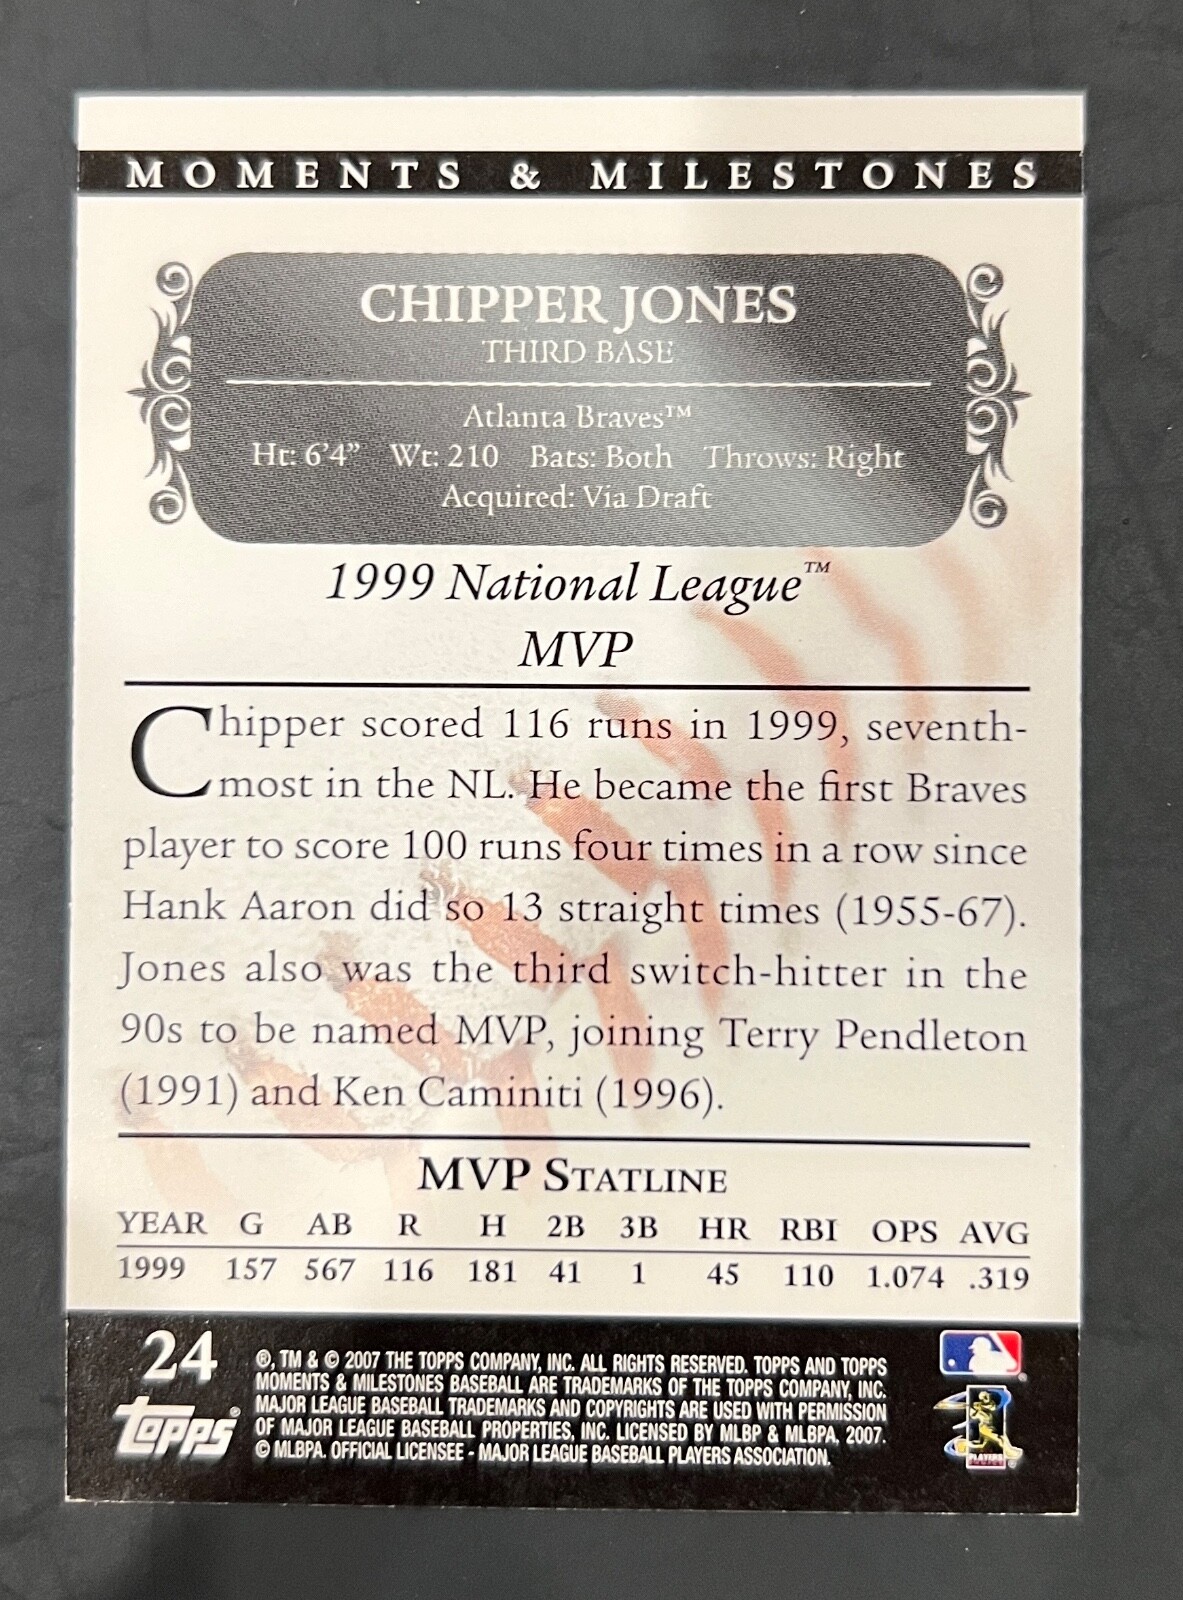 MOMENTS & MILESTONES
CHIPPER JONES
THIRD BASE
Atlanta Braves™
Ht: 6'4" Wt: 210 Bats: Both Throws: Right
Acquired: Via Draft
1999 National League™
MVP
Chipper scored 116 runs in 1999, seventh-
most in the NL. He became the first Braves
player to score 100 runs four times in a row since
Hank Aaron did so 13 straight times (1955-67).
Jones also was the third switch-hitter in the
90s to be named MVP, joining Terry Pendleton
(1991) and Ken Caminiti (1996).
MVP STATLINE
YEAR G AB R H 2B 3B HR RBI OPS AVG
1999 157 567 116 181 41 1 45 110 1.074 .319
24
Topps®
®, TM & © 2007 THE TOPPS COMPANY, INC. ALL RIGHTS RESERVED. TOPPS AND TOPPS
MOMENTS & MILESTONES BASEBALL ARE TRADEMARKS OF THE TOPPS COMPANY, INC.
MAJOR LEAGUE BASEBALL TRADEMARKS AND COPYRIGHTS ARE USED WITH PERMISSION
OF MAJOR LEAGUE BASEBALL PROPERTIES, INC. LICENSED BY MLBP & MLBPA, 2007.
© MLBPA. OFFICIAL LICENSEE - MAJOR LEAGUE BASEBALL PLAYERS ASSOCIATION.
PLAYERS